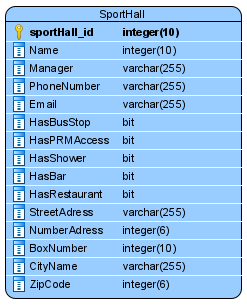 SportHall
sportHall_id integer(10)
Name integer(10)
Manager varchar(255)
PhoneNumber varchar(255)
Email varchar(255)
HasBusStop bit
HasPRMAccess bit
HasShower bit
HasBar bit
HasRestaurant bit
StreetAdress varchar(255)
NumberAdress integer(6)
BoxNumber integer(10)
CityName varchar(255)
ZipCode integer(6)